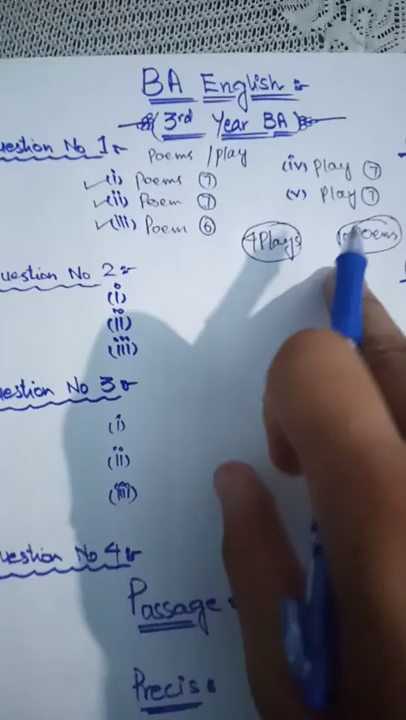 BA English:-
3rd Year BA
uestion No 1:-
Poems / Play
(i) Poems (7)
(ii) Poem (7)
(iii) Poem (6)
(iv) Play (7)
(v) Play (7)
4 Plays
Poems
uestion No 2:-
(i)
(ii)
(iii)
uestion No 3:-
(i)
(ii)
(iii)
uestion No 4:-
Passage
Precis: